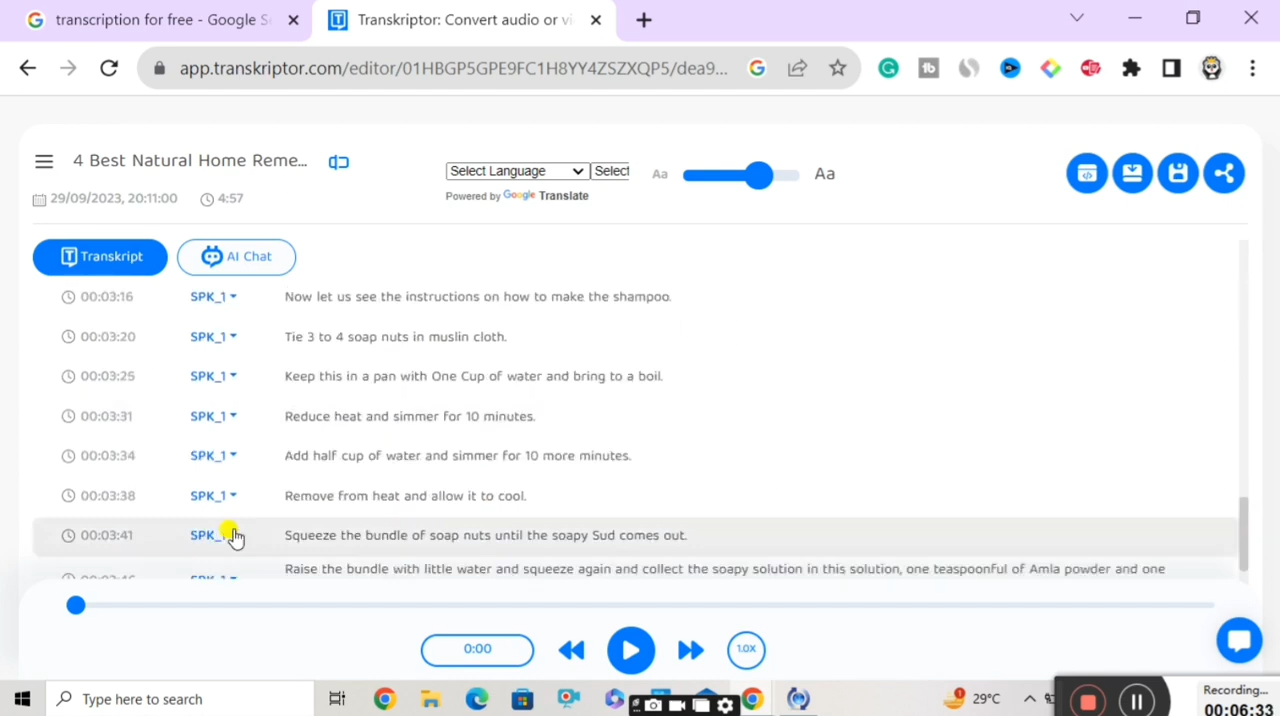 transcription for free - Google S
Transkriptor: Convert audio or vi
app.transkriptor.com/editor/01HBGP5GPE9FC1H8YY4ZSZXQP5/dea9...
4 Best Natural Home Reme...
29/09/2023, 20:11:00 4:57
Select Language Select
Powered by Google Translate
Aa Aa
Transkript AI Chat
00:03:16 SPK_1 Now let us see the instructions on how to make the shampoo.
00:03:20 SPK_1 Tie 3 to 4 soap nuts in muslin cloth.
00:03:25 SPK_1 Keep this in a pan with One Cup of water and bring to a boil.
00:03:31 SPK_1 Reduce heat and simmer for 10 minutes.
00:03:34 SPK_1 Add half cup of water and simmer for 10 more minutes.
00:03:38 SPK_1 Remove from heat and allow it to cool.
00:03:41 SPK_ Squeeze the bundle of soap nuts until the soapy Sud comes out.
Raise the bundle with little water and squeeze again and collect the soapy solution in this solution, one teaspoonful of Amla powder and one
0:00 1.0X
Type here to search
29°C
Recording...
00:06:33